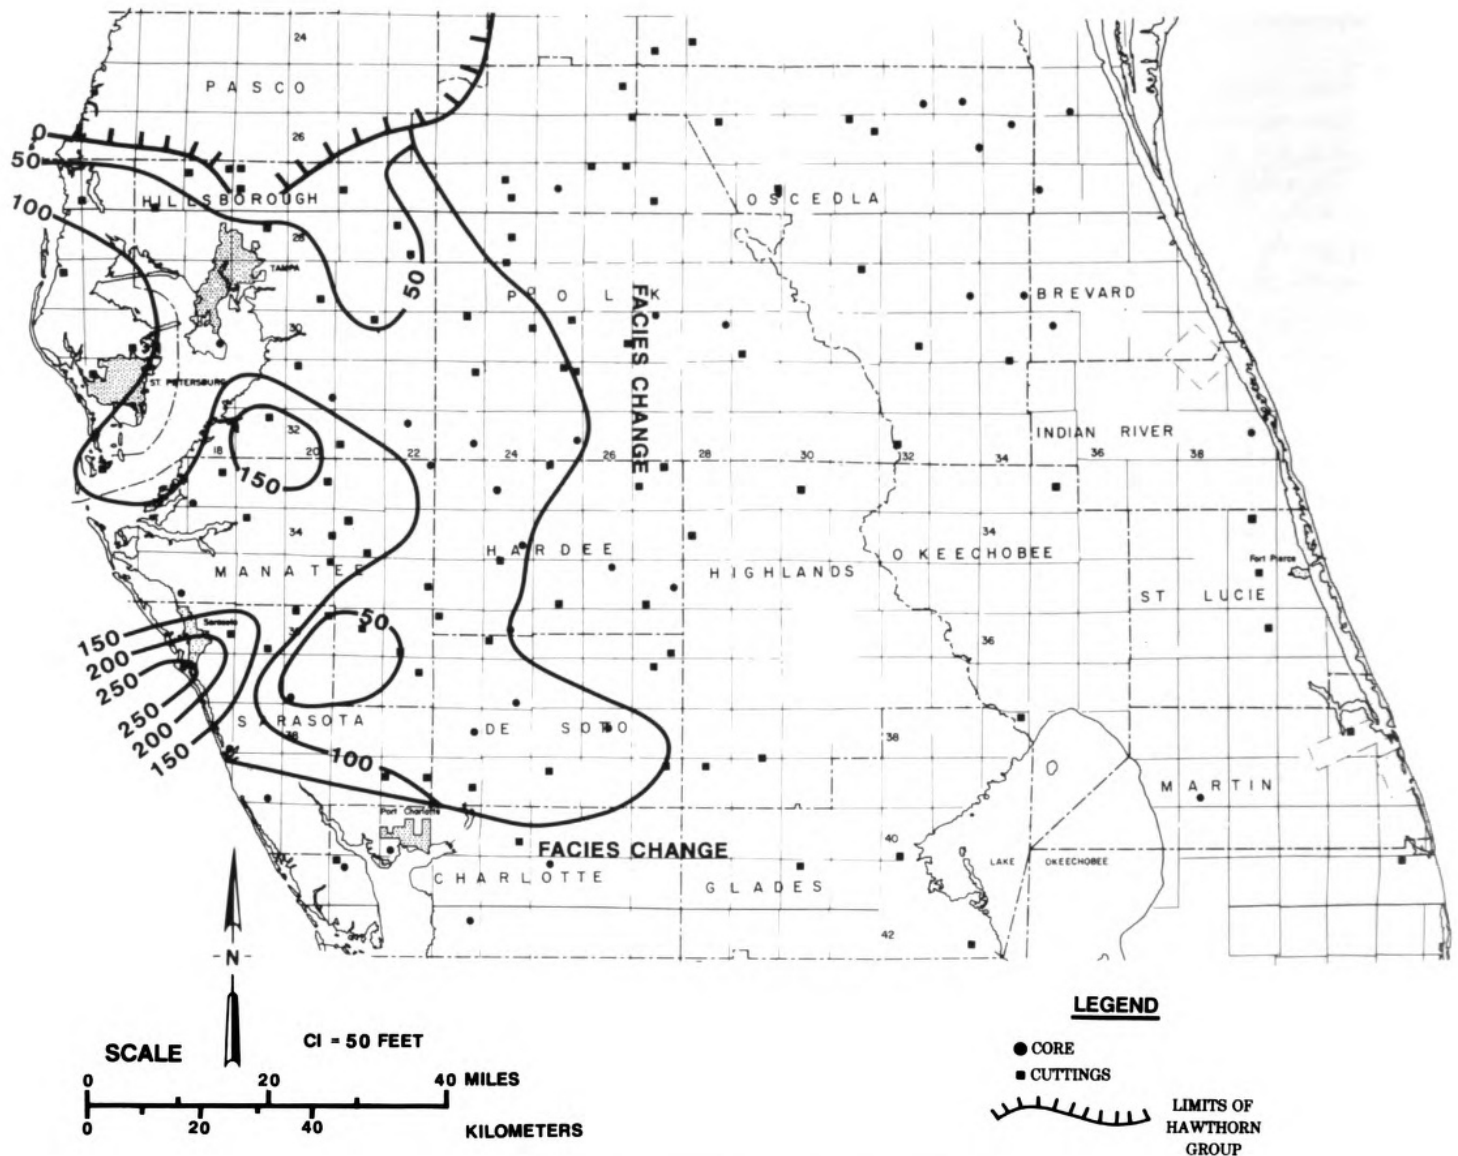 24
PASCO
0
26
50
HILLSBOROUGH
OSCEOLA
100
28
TAMPA
50
POLK
FACIES CHANGE
BREVARD
30
ST. PETERSBURG
32
INDIAN RIVER
18
20
22
24
26
28
30
32
34
36
38
150
34
34
HARDEE
OKEECHOBEE
Fort Pierce
MANATEE
HIGHLANDS
ST LUCIE
50
150
Sarasota
36
36
200
250
250
200
150
SARASOTA
DE SOTO
38
38
100
MARTIN
Port Charlotte
40
FACIES CHANGE
LAKE OKEECHOBEE
CHARLOTTE
GLADES
42
N
LEGEND
CI = 50 FEET
SCALE
CORE
0 20 40 MILES
CUTTINGS
0 20 40 KILOMETERS
LIMITS OF
HAWTHORN
GROUP